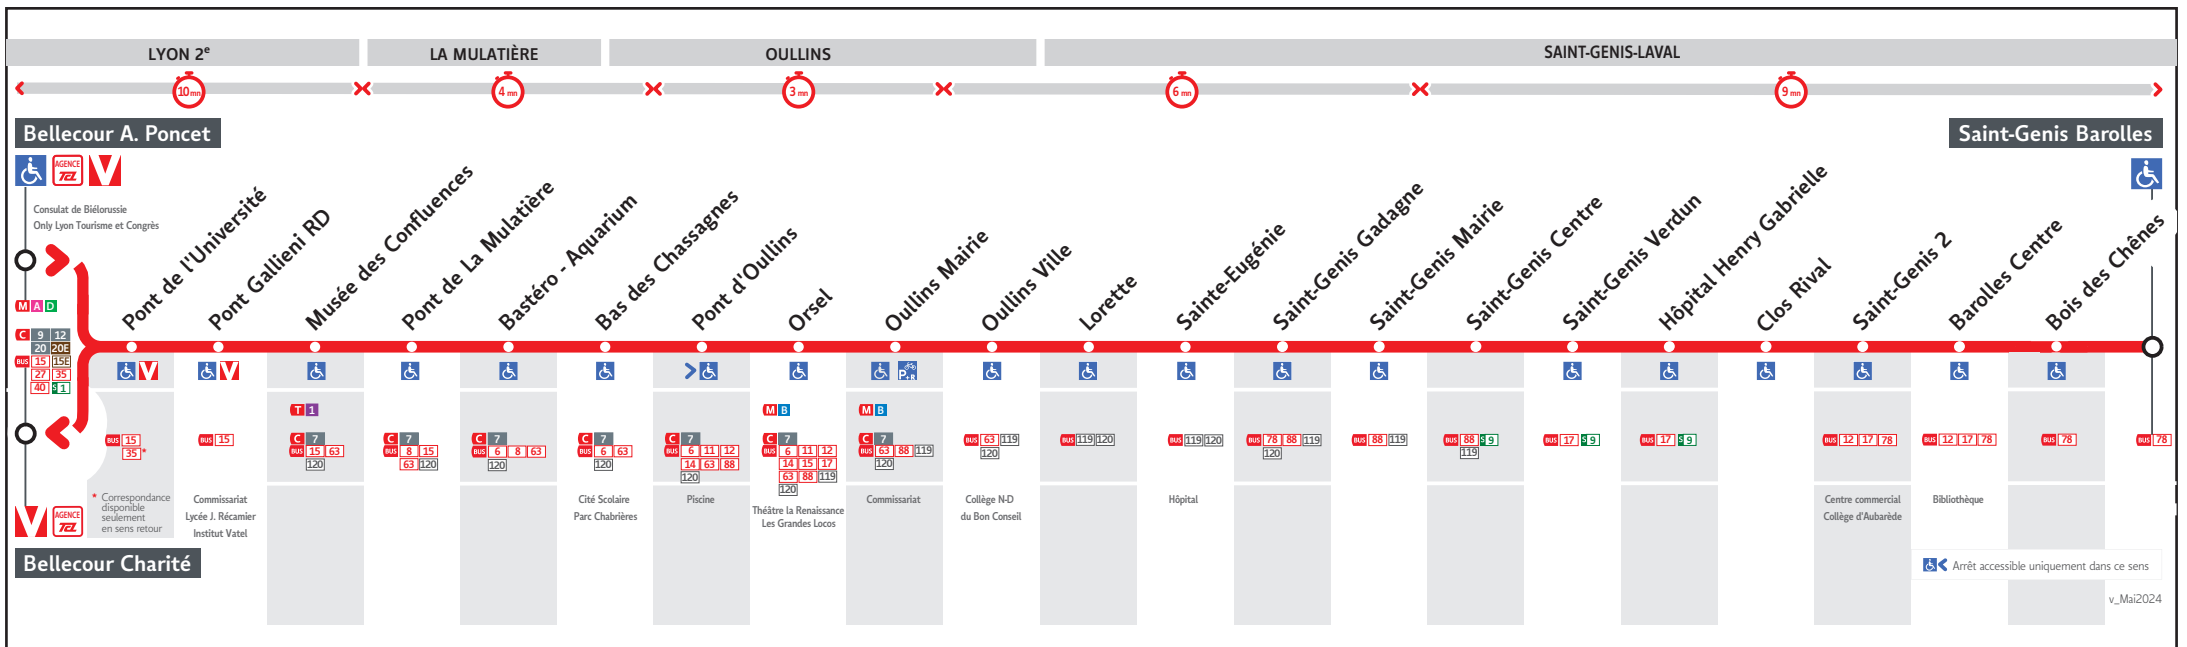 LYON 2e
LA MULATIÈRE
OULLINS
SAINT-GENIS-LAVAL
10 mn
4 mn
3 mn
6 mn
9 mn
Bellecour A. Poncet
Saint-Genis Barolles
AGENCE
TCL
Consulat de Biélorussie
Only Lyon Tourisme et Congrès
M A D
C 9 12
20 20E
BUS 15 15E
27 35
40 S 1
Pont de l'Université
Pont Gallieni RD
Musée des Confluences
Pont de La Mulatière
Bastéro - Aquarium
Bas des Chassagnes
Pont d'Oullins
Orsel
Oullins Mairie
Oullins Ville
Lorette
Sainte-Eugénie
Saint-Genis Gadagne
Saint-Genis Mairie
Saint-Genis Centre
Saint-Genis Verdun
Hôpital Henry Gabrielle
Clos Rival
Saint-Genis 2
Barolles Centre
Bois des Chênes
P+R
BUS 15
35 *
BUS 15
T 1
C 7
BUS 15 63
120
C 7
BUS 8 15
63 120
C 7
BUS 6 8 63
120
C 7
BUS 6 63
120
C 7
BUS 6 11 12
14 63 88
120
M B
C 7
BUS 6 11 12
14 15 17
63 88 119
120
M B
C 7
BUS 63 88 119
120
BUS 63 119
120
BUS 119 120
BUS 119 120
BUS 78 88 119
120
BUS 88 119
BUS 88 S 9
119
BUS 17 S 9
BUS 17 S 9
BUS 12 17 78
BUS 12 17 78
BUS 78
BUS 78
* Correspondance
disponible
seulement
en sens retour
Commissariat
Lycée J. Récamier
Institut Vatel
Cité Scolaire
Parc Chabrières
Piscine
Théâtre la Renaissance
Les Grandes Locos
Commissariat
Collège N-D
du Bon Conseil
Hôpital
Centre commercial
Collège d'Aubarède
Bibliothèque
AGENCE
TCL
Bellecour Charité
Arrêt accessible uniquement dans ce sens
v_Mai2024